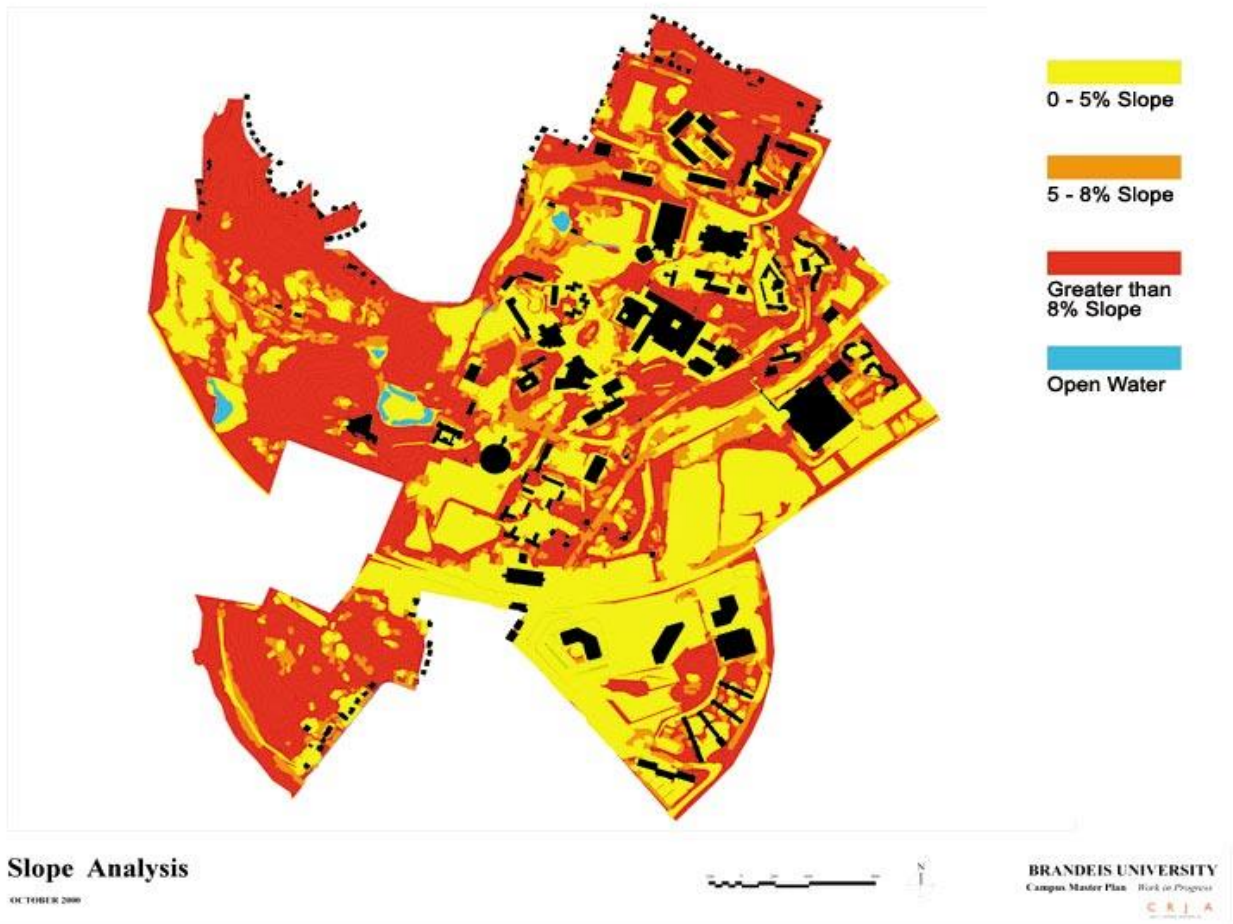 0 - 5% Slope
5 - 8% Slope
Greater than
8% Slope
Open Water
Slope Analysis
OCTOBER 2000
N
BRANDEIS UNIVERSITY
Campus Master Plan Work in Progress
C R J A